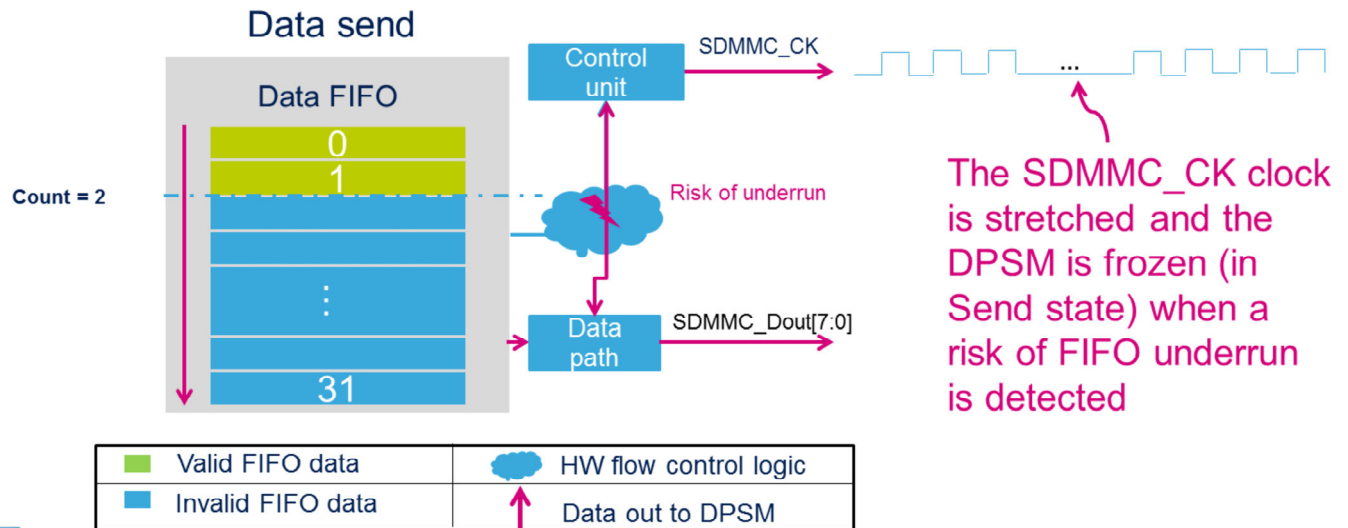 Data send
Data FIFO
0
1
Count = 2
⋮
31
Control
unit
SDMMC_CK
...
Risk of underrun
Data
path
SDMMC_Dout[7:0]
The SDMMC_CK clock
is stretched and the
DPSM is frozen (in
Send state) when a
risk of FIFO underrun
is detected
Valid FIFO data
HW flow control logic
Invalid FIFO data
Data out to DPSM